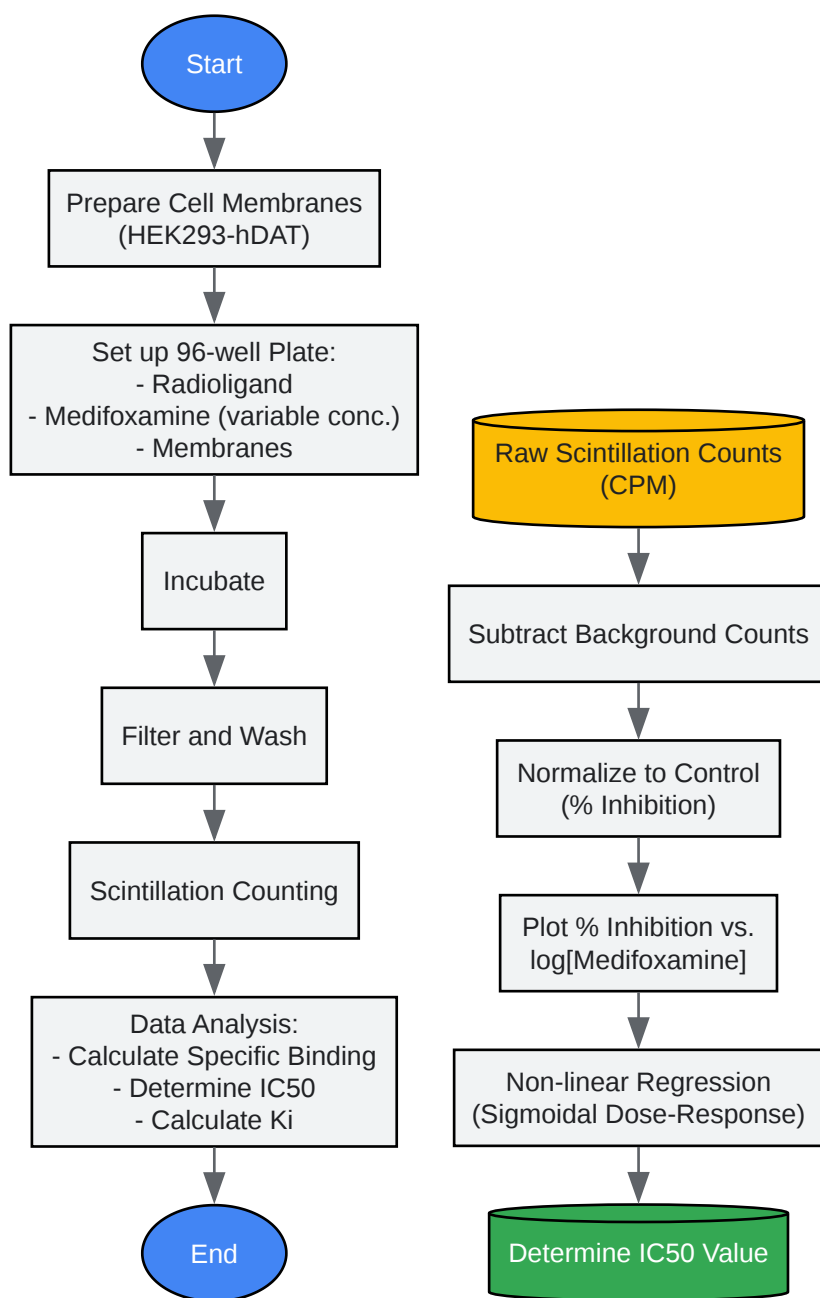 Start
Prepare Cell Membranes
(HEK293-hDAT)
Set up 96-well Plate:
- Radioligand
- Medifoxamine (variable conc.)
- Membranes
Incubate
Filter and Wash
Scintillation Counting
Data Analysis:
- Calculate Specific Binding
- Determine IC50
- Calculate Ki
End
Raw Scintillation Counts
(CPM)
Subtract Background Counts
Normalize to Control
(% Inhibition)
Plot % Inhibition vs.
log[Medifoxamine]
Non-linear Regression
(Sigmoidal Dose-Response)
Determine IC50 Value